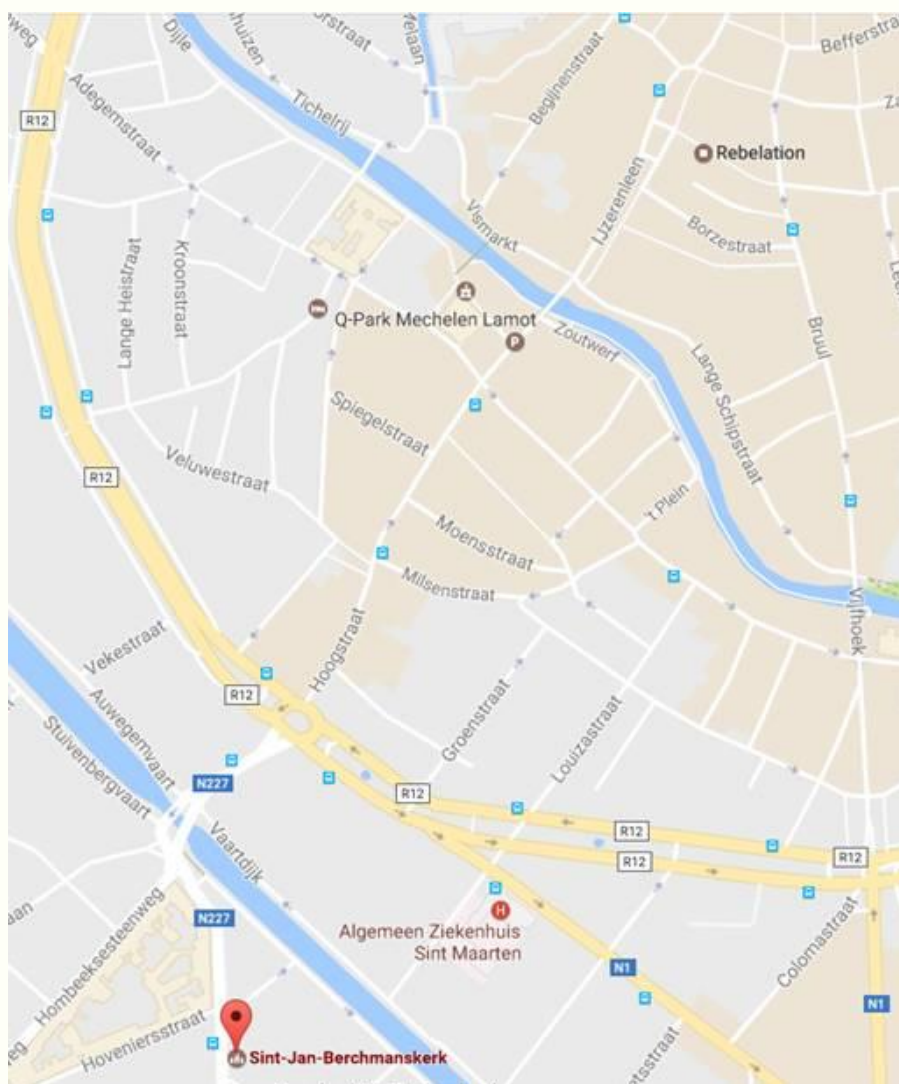 Dijle
Befferstra
Tichelrij
Begijnenstraat
R12
Adegemstraat
Rebelation
IJzerenleen
Vismarkt
Borzestraat
Kroonstraat
Lange Heistraat
Q-Park Mechelen Lamot
P
Zoutwerf
Bruul
Lange Schipstraat
Spiegelstraat
Veluwestraat
R12
't Plein
Moensstraat
Milsenstraat
Vijfhoek
Vekestraat
Hoogstraat
R12
Auwegemvaart
Stuivenbergvaart
Groenstraat
Louizastraat
N227
R12
R12
R12
R12
Vaartdijk
Hombeeksesteenweg
N227
H
Algemeen Ziekenhuis
Sint Maarten
Colomastraat
N1
N1
Hoveniersstraat
Sint-Jan-Berchmanskerk